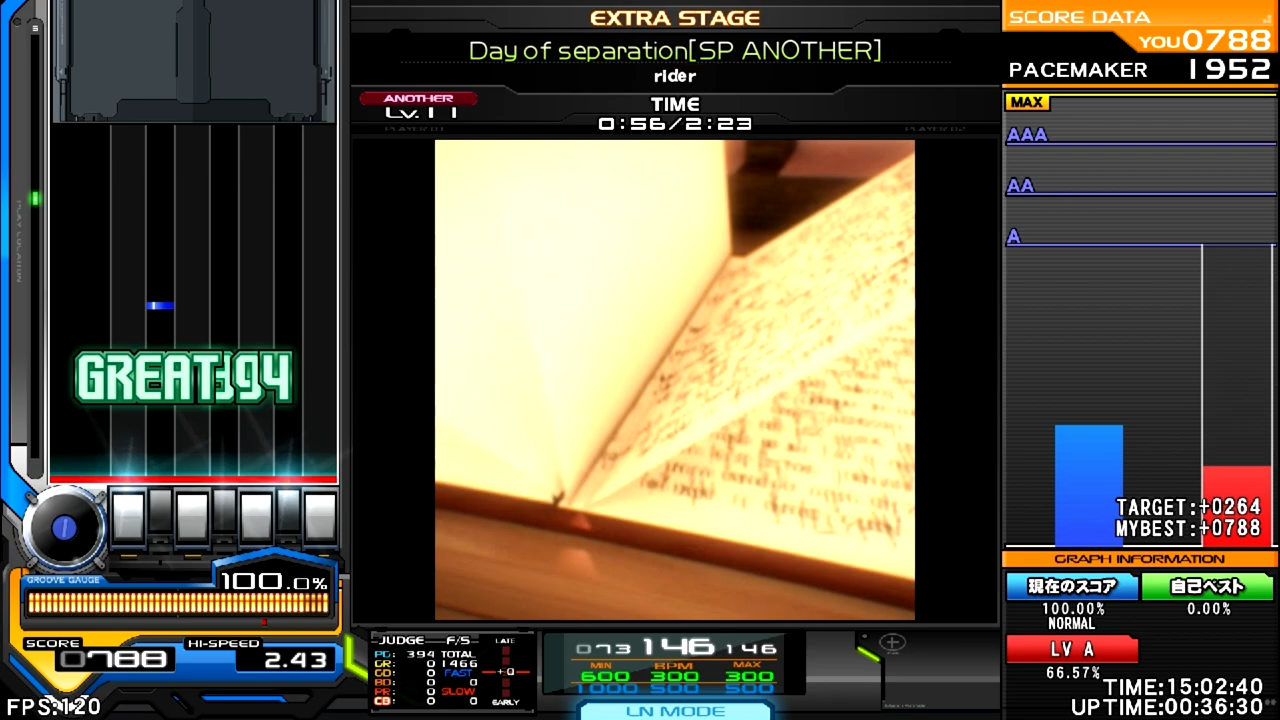 EXTRA STAGE
Day of separation[SP ANOTHER]
rider
ANOTHER
Lv. 11
TIME
0:56/2:23
SCORE DATA
YOU 0788
PACEMAKER 1952
MAX
AAA
AA
A
TARGET:+0264
MYBEST:+0788
GRAPH INFORMATION
現在のスコア 自己ベスト
100.00% 0.00%
NORMAL
LV A
66.57%
TIME:15:02:40
UPTIME:00:36:30
S
GREAT 394
GROOVE GAUGE 100.0%
SCORE 0788
HI-SPEED 2.43
FPS:120
JUDGE F/S LATE
PG: 394 TOTAL
GR: 0 1466
GD: 0 FAST +0
BD: 0 0
PR: 0 SLOW
CB: 0 0 EARLY
073 146 146
MIN BPM MAX
600 300 300
1000 500 500
LN MODE